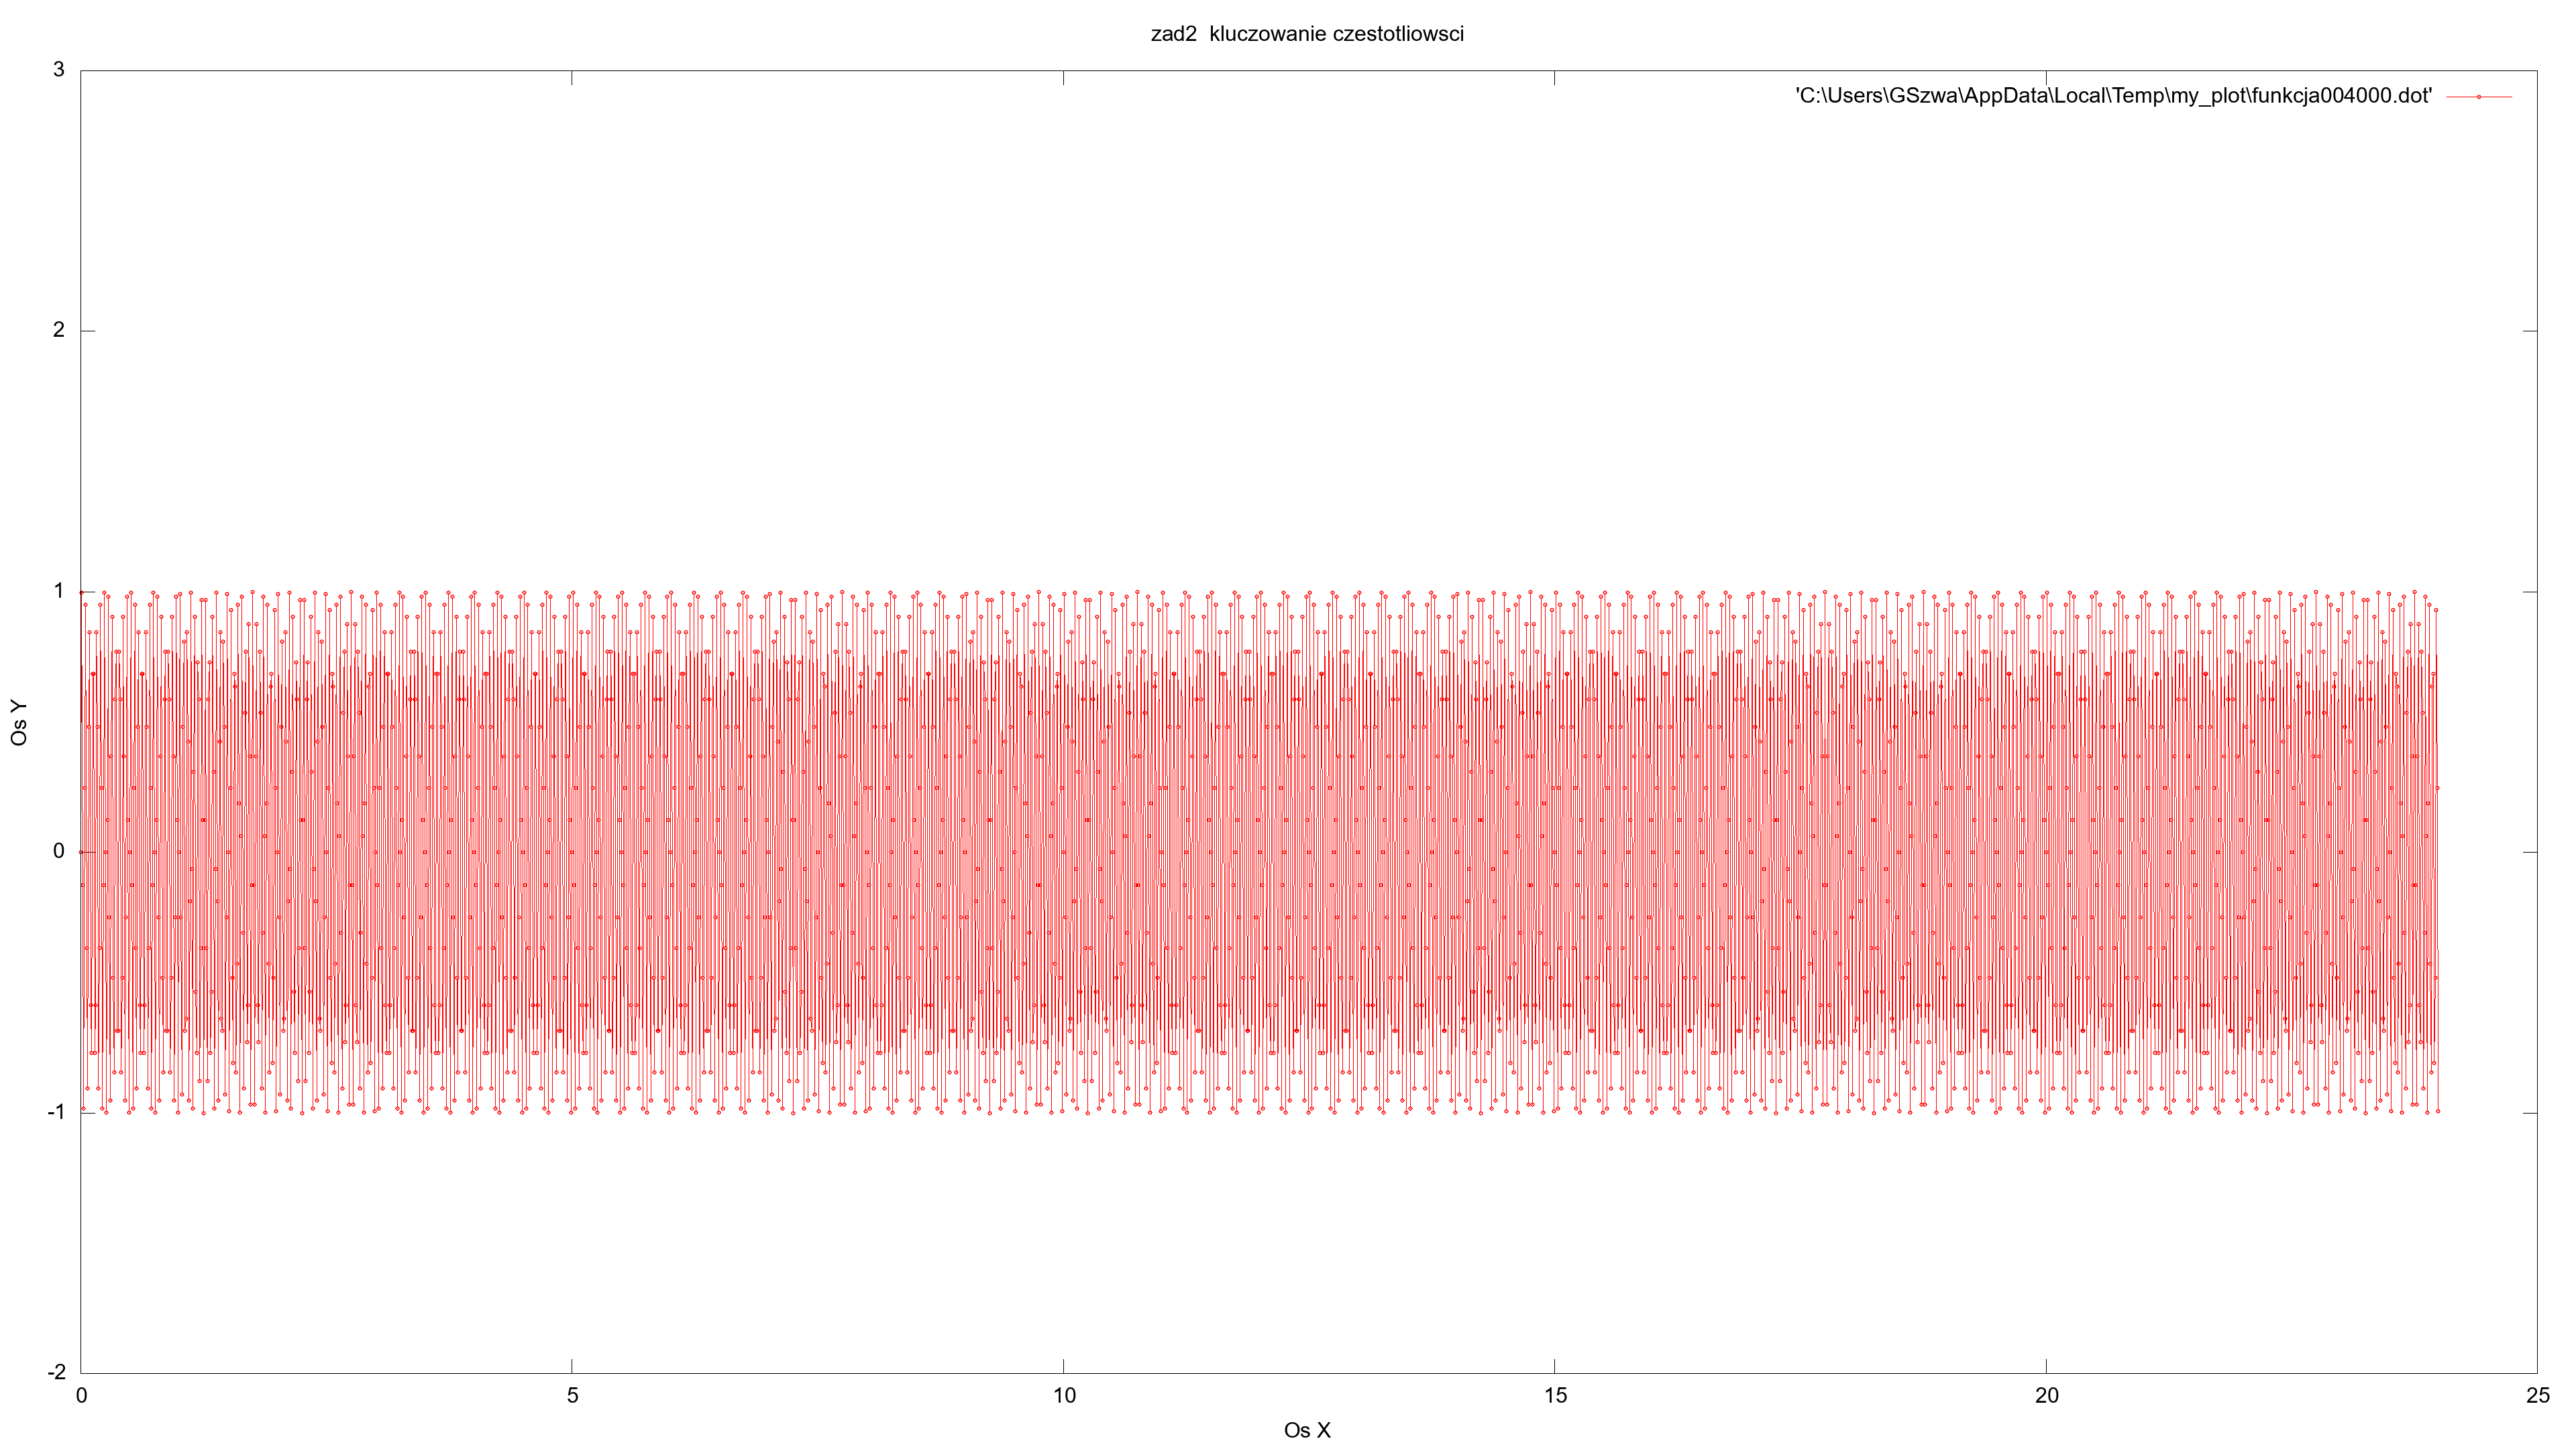 zad2  kluczowanie czestotliowsci
'C:\Users\GSzwa\AppData\Local\Temp\my_plot\funkcja004000.dot'
3
2
1
0
-1
-2
Os Y
0 5 10 15 20 25
Os X